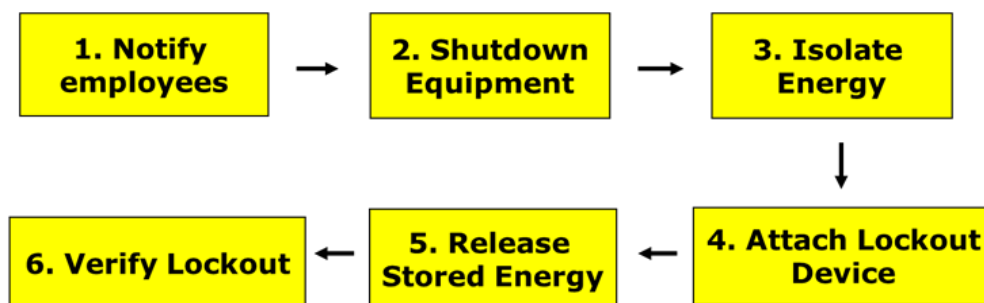 1. Notify
employees
2. Shutdown
Equipment
3. Isolate
Energy
4. Attach Lockout
Device
5. Release
Stored Energy
6. Verify Lockout